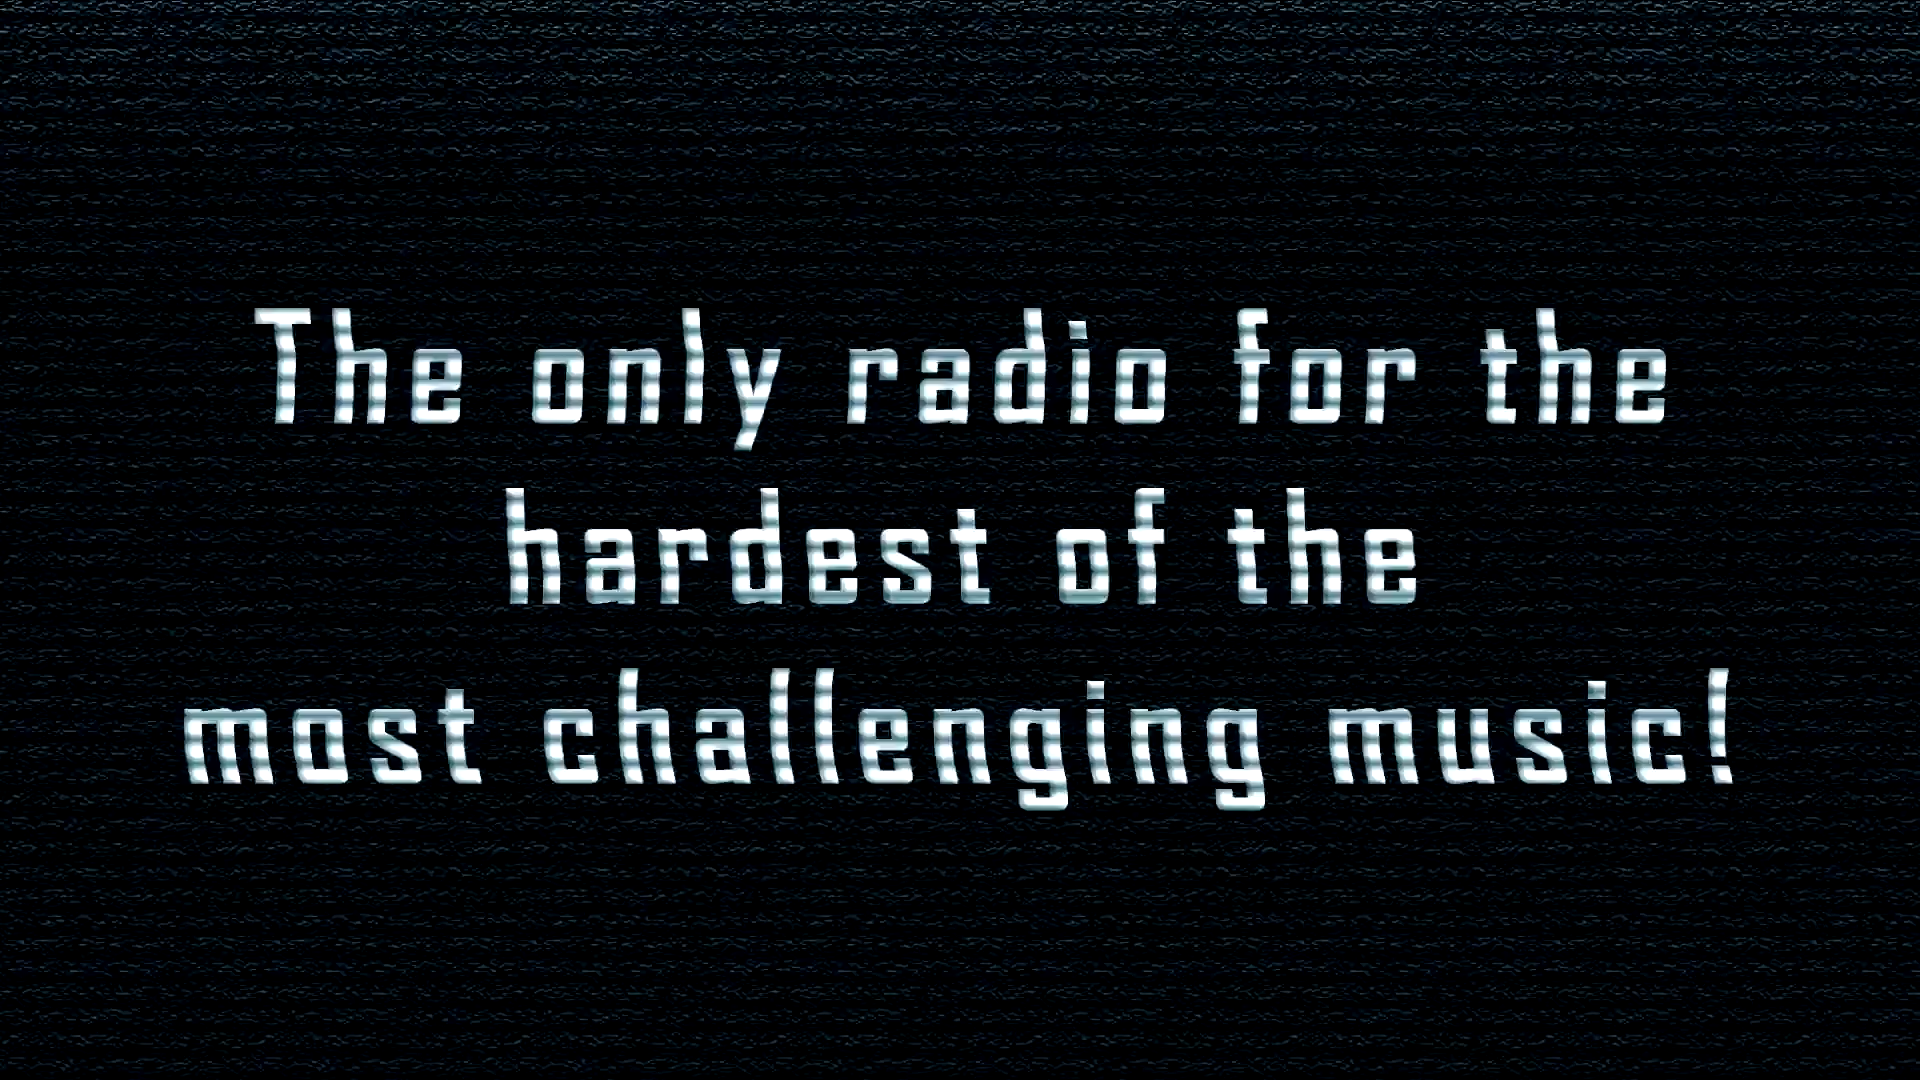 The only radio for the
hardest of the
most challenging music!